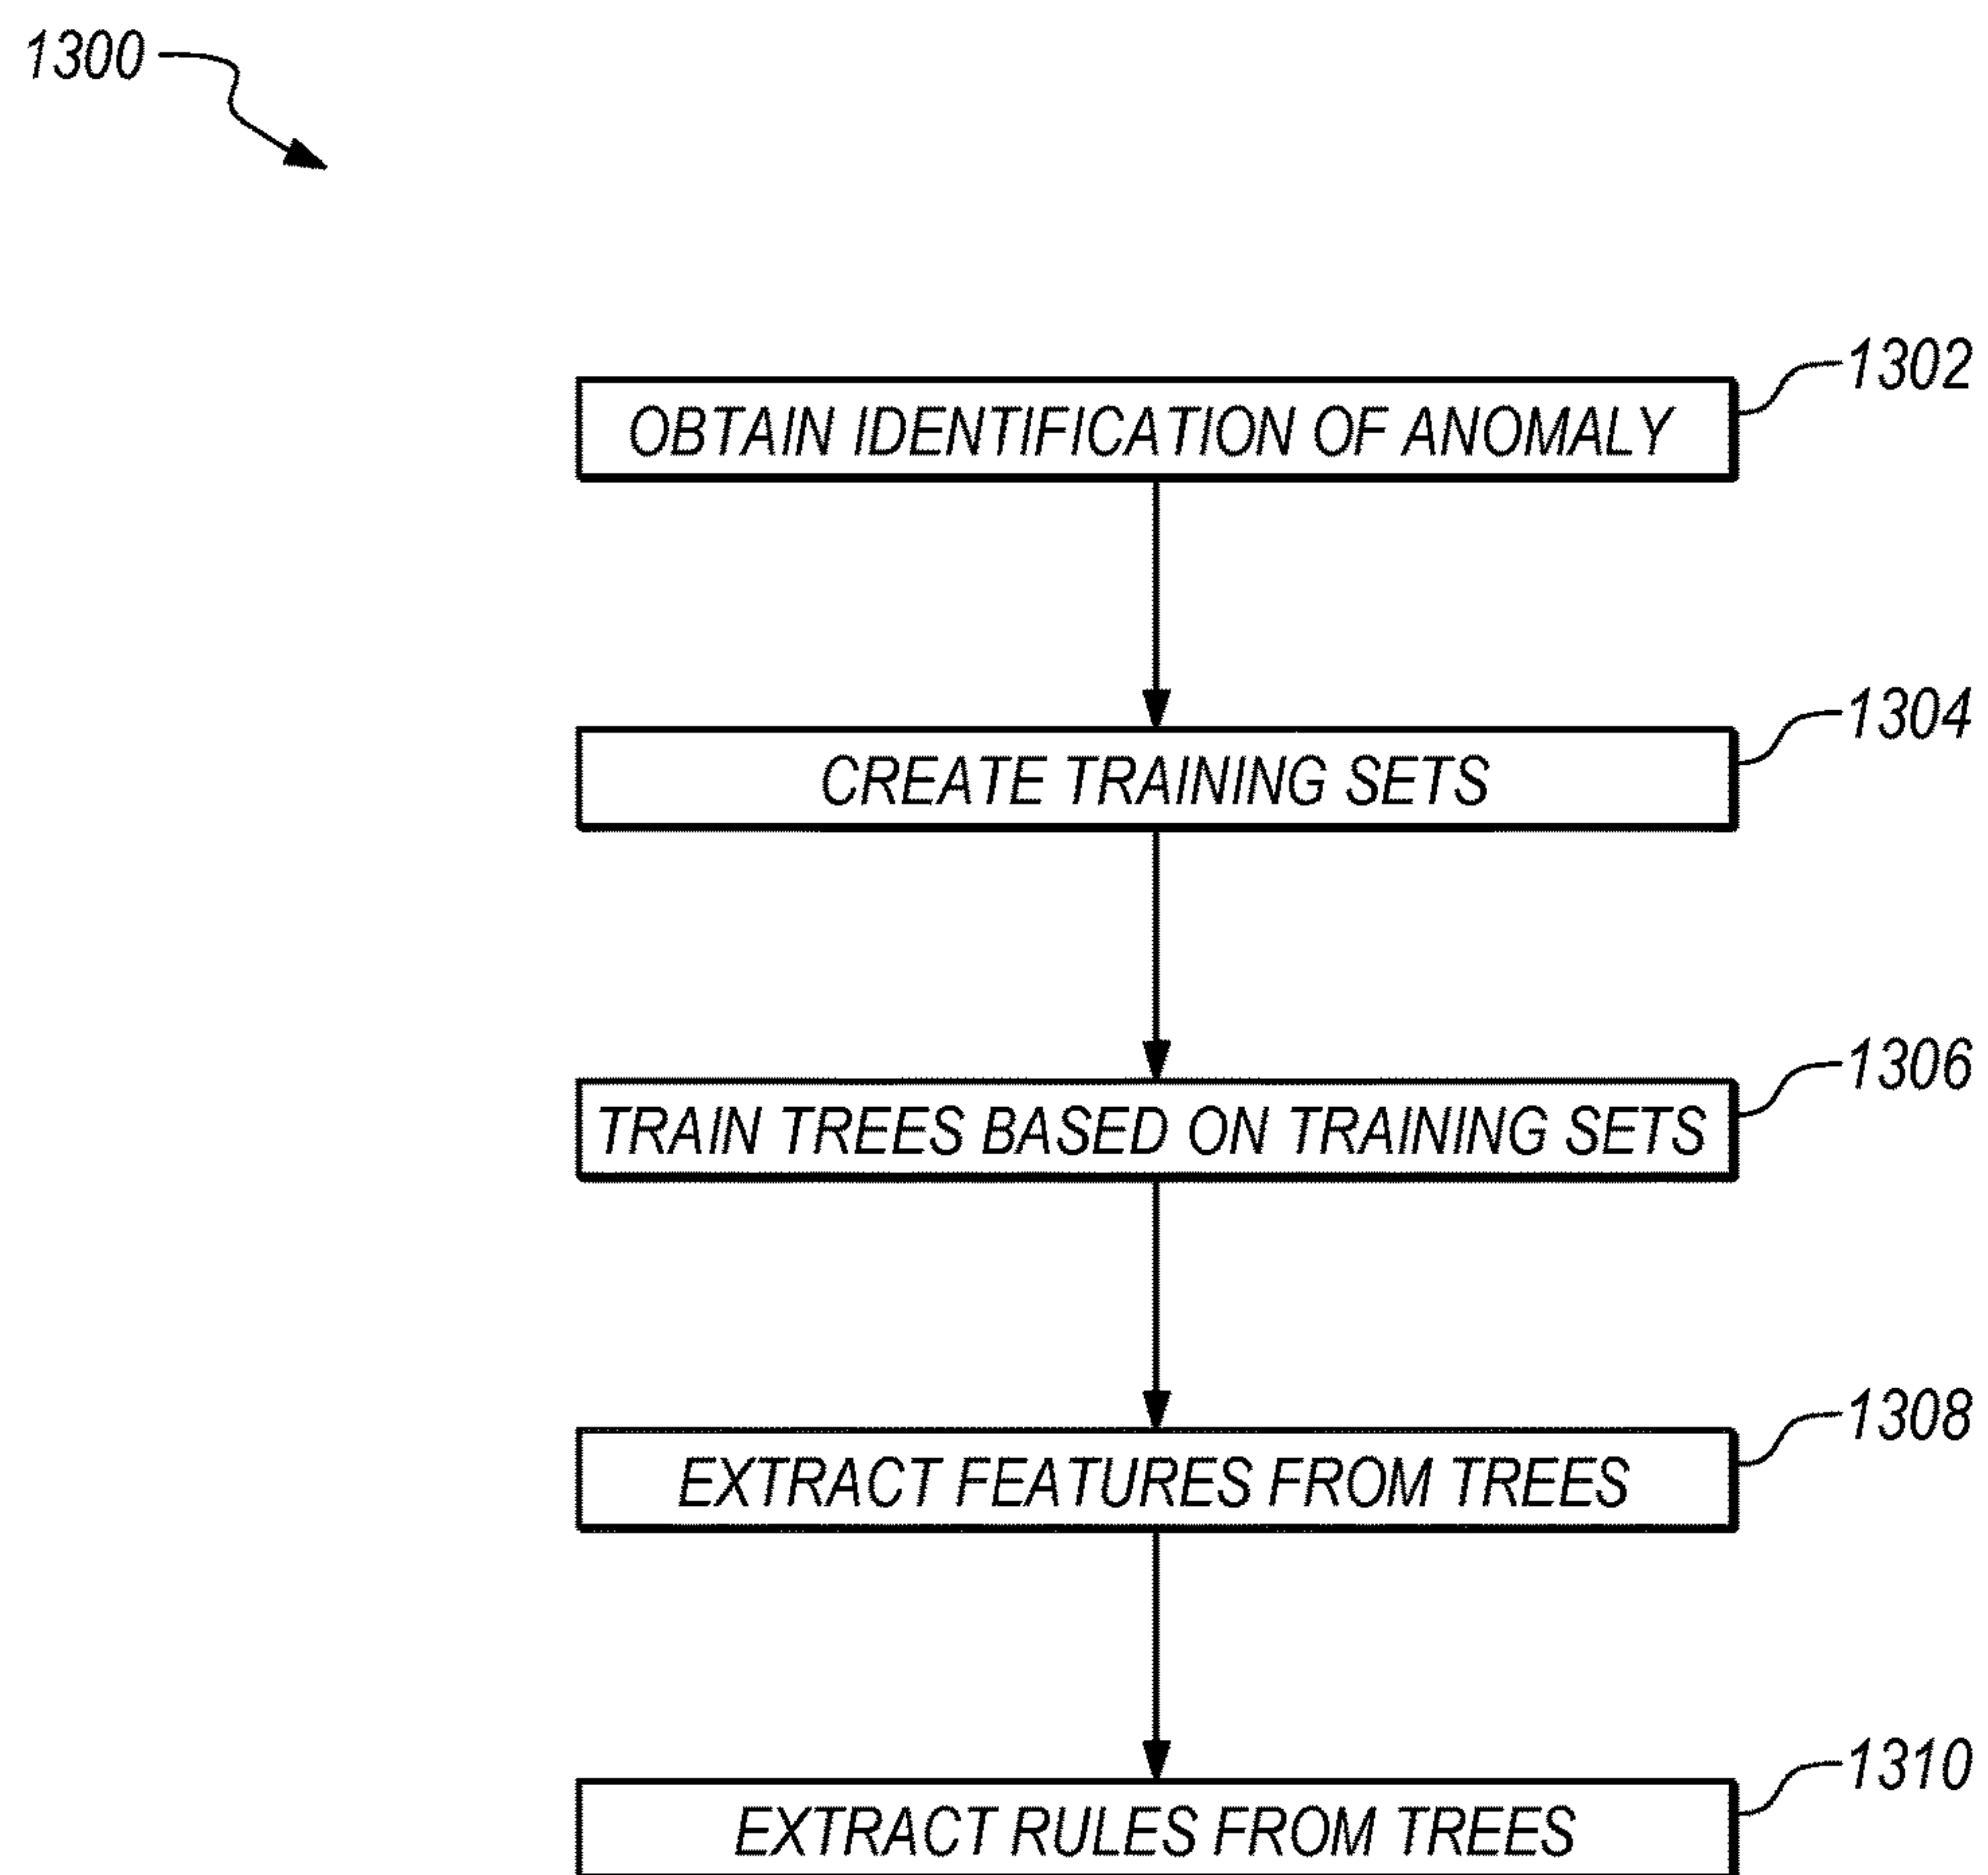 1300
1302
OBTAIN IDENTIFICATION OF ANOMALY
1304
CREATE TRAINING SETS
1306
TRAIN TREES BASED ON TRAINING SETS
1308
EXTRACT FEATURES FROM TREES
1310
EXTRACT RULES FROM TREES